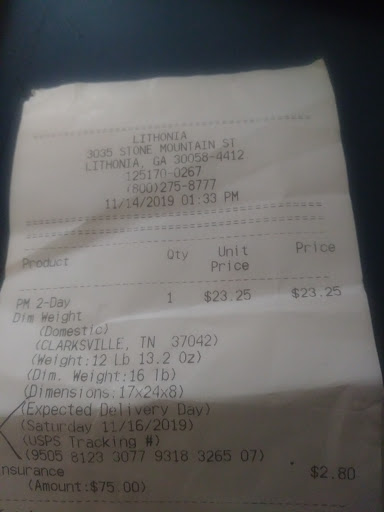 LITHONIA
3035 STONE MOUNTAIN ST
LITHONIA, GA 30058-4412
125170-0267
(800)275-8777
11/14/2019 01:33 PM
Product Qty Unit Price Price
PM 2-Day 1 $23.25 $23.25
Dim Weight
(Domestic)
(CLARKSVILLE, TN 37042)
(Weight:12 Lb 13.2 Oz)
(Dim. Weight:16 lb)
(Dimensions:17x24x8)
(Expected Delivery Day)
(Saturday 11/16/2019)
(USPS Tracking #)
(9505 8123 3077 9318 3265 07)
nsurance $2.80
(Amount:$75.00)